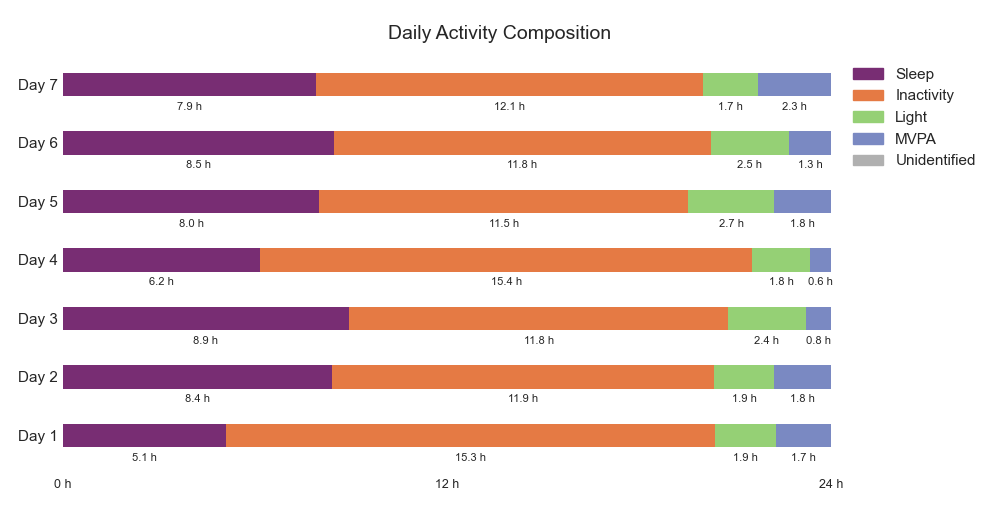 Daily Activity Composition
Day 7
7.9 h 12.1 h 1.7 h 2.3 h
Day 6
8.5 h 11.8 h 2.5 h 1.3 h
Day 5
8.0 h 11.5 h 2.7 h 1.8 h
Day 4
6.2 h 15.4 h 1.8 h 0.6 h
Day 3
8.9 h 11.8 h 2.4 h 0.8 h
Day 2
8.4 h 11.9 h 1.9 h 1.8 h
Day 1
5.1 h 15.3 h 1.9 h 1.7 h
0 h 12 h 24 h
Sleep
Inactivity
Light
MVPA
Unidentified